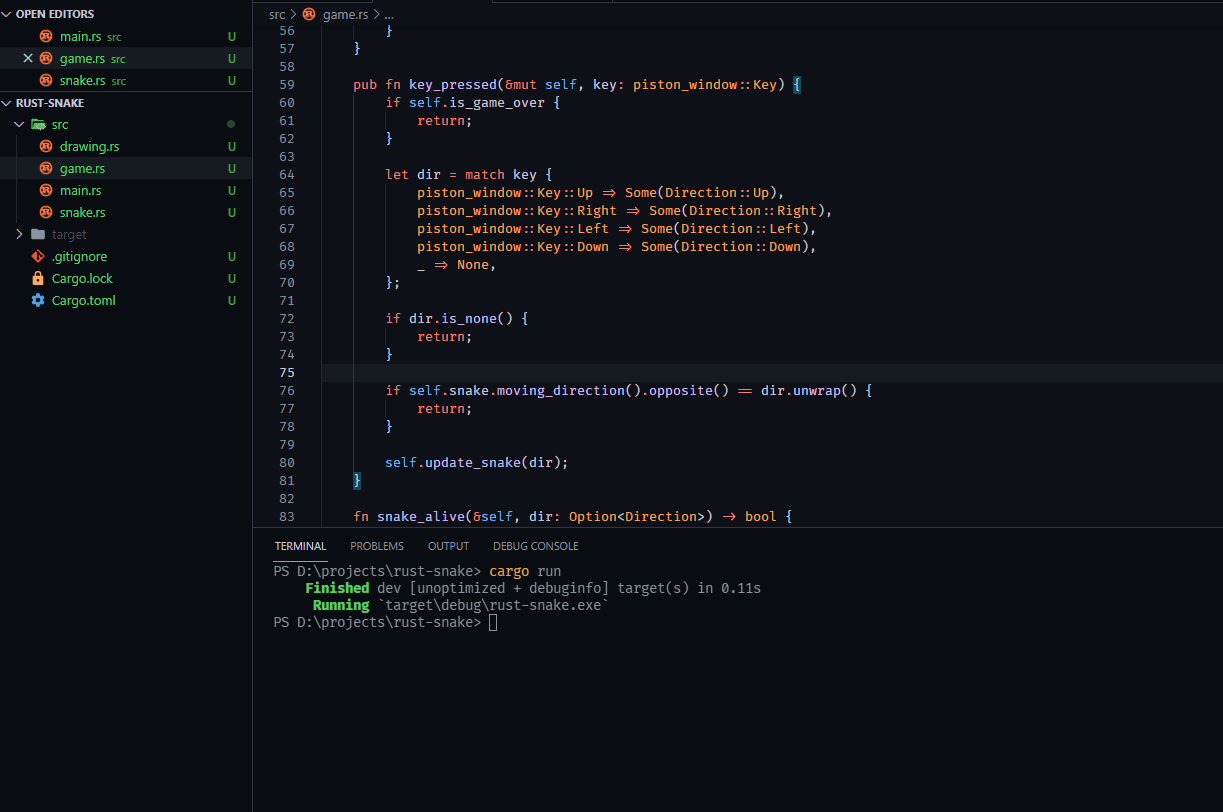 OPEN EDITORS
main.rs src U
game.rs src U
snake.rs src U
RUST-SNAKE
src
drawing.rs U
game.rs U
main.rs U
snake.rs U
target
.gitignore U
Cargo.lock U
Cargo.toml U
src > game.rs > ...
56 }
57 }
58
59 pub fn key_pressed(&mut self, key: piston_window::Key) {
60 if self.is_game_over {
61 return;
62 }
63
64 let dir = match key {
65 piston_window::Key::Up => Some(Direction::Up),
66 piston_window::Key::Right => Some(Direction::Right),
67 piston_window::Key::Left => Some(Direction::Left),
68 piston_window::Key::Down => Some(Direction::Down),
69 _ => None,
70 };
71
72 if dir.is_none() {
73 return;
74 }
75
76 if self.snake.moving_direction().opposite() == dir.unwrap() {
77 return;
78 }
79
80 self.update_snake(dir);
81 }
82
83 fn snake_alive(&self, dir: Option<Direction>) -> bool {
TERMINAL PROBLEMS OUTPUT DEBUG CONSOLE
PS D:\projects\rust-snake> cargo run
Finished dev [unoptimized + debuginfo] target(s) in 0.11s
Running `target\debug\rust-snake.exe`
PS D:\projects\rust-snake>